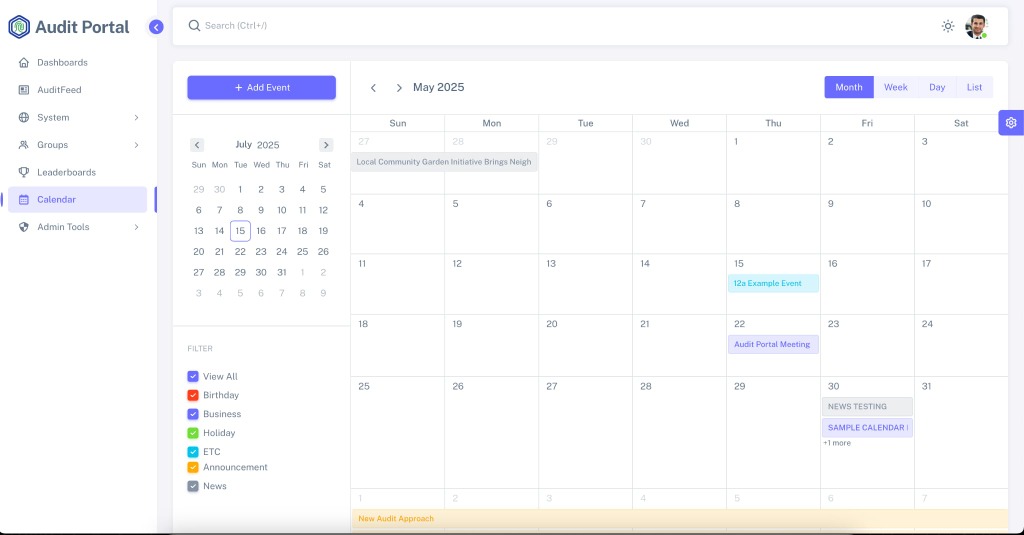 Audit Portal
Search (Ctrl+/)
Dashboards
AuditFeed
System
Groups
Leaderboards
Calendar
Admin Tools
+ Add Event
July 2025
Sun Mon Tue Wed Thu Fri Sat
29 30 1 2 3 4 5
6 7 8 9 10 11 12
13 14 15 16 17 18 19
20 21 22 23 24 25 26
27 28 29 30 31 1 2
3 4 5 6 7 8 9
FILTER
View All
Birthday
Business
Holiday
ETC
Announcement
News
May 2025
Month Week Day List
Sun Mon Tue Wed Thu Fri Sat
27 28 29 30 1 2 3
Local Community Garden Initiative Brings Neigh
4 5 6 7 8 9 10
11 12 13 14 15 16 17
12a Example Event
18 19 20 21 22 23 24
Audit Portal Meeting
25 26 27 28 29 30 31
NEWS TESTING
SAMPLE CALENDAR
+1 more
1 2 3 4 5 6 7
New Audit Approach